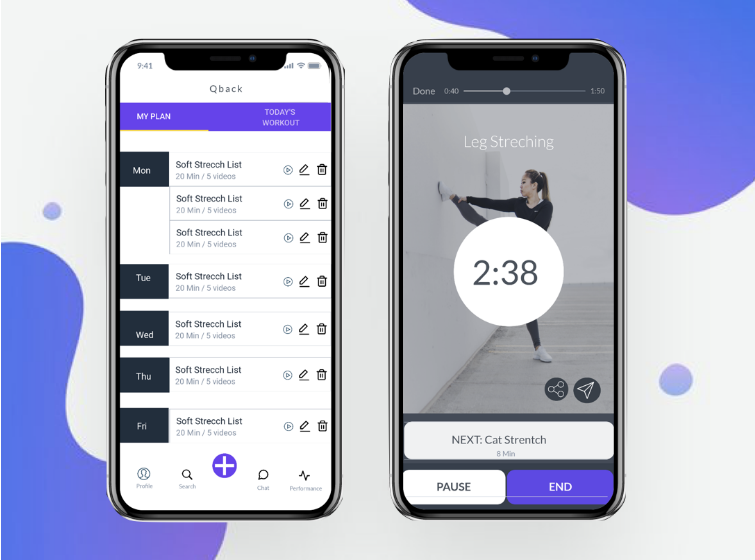 9:41
Qback
MY PLAN
TODAY'S
WORKOUT
Mon
Soft Strecch List
20 Min / 5 videos
Soft Strecch List
20 Min / 5 videos
Soft Strecch List
20 Min / 5 videos
Tue
Soft Strecch List
20 Min / 5 videos
Wed
Soft Strecch List
20 Min / 5 videos
Thu
Soft Strecch List
20 Min / 5 videos
Fri
Soft Strecch List
20 Min / 5 videos
Profile
Search
Chat
Performance
Done 0:40 1:50
Leg Streching
2:38
NEXT: Cat Strentch
8 Min
PAUSE
END